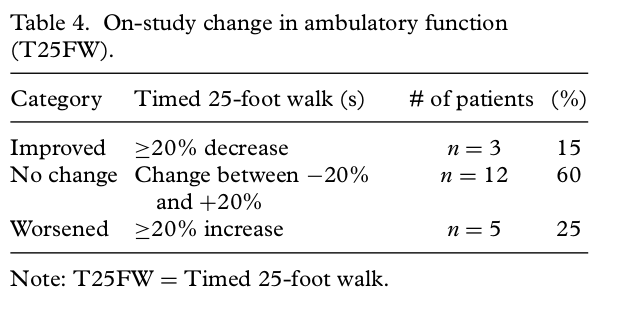 Table 4. On-study change in ambulatory function
(T25FW).
Category Timed 25-foot walk (s) # of patients (%)
Improved ≥20% decrease n = 3 15
No change Change between −20% n = 12 60
and +20%
Worsened ≥20% increase n = 5 25
Note: T25FW = Timed 25-foot walk.